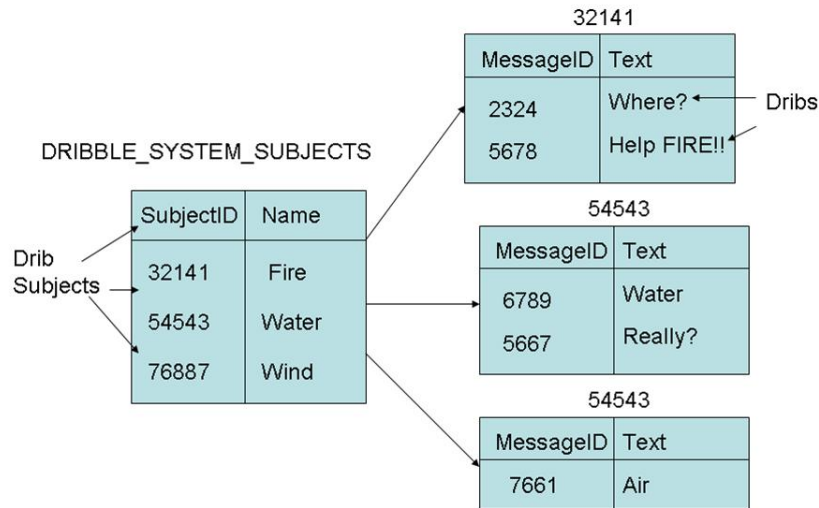 32141
MessageID Text
2324 Where?
5678 Help FIRE!!
Dribs
DRIBBLE_SYSTEM_SUBJECTS
SubjectID Name
32141 Fire
54543 Water
76887 Wind
Drib
Subjects
54543
MessageID Text
6789 Water
5667 Really?
54543
MessageID Text
7661 Air